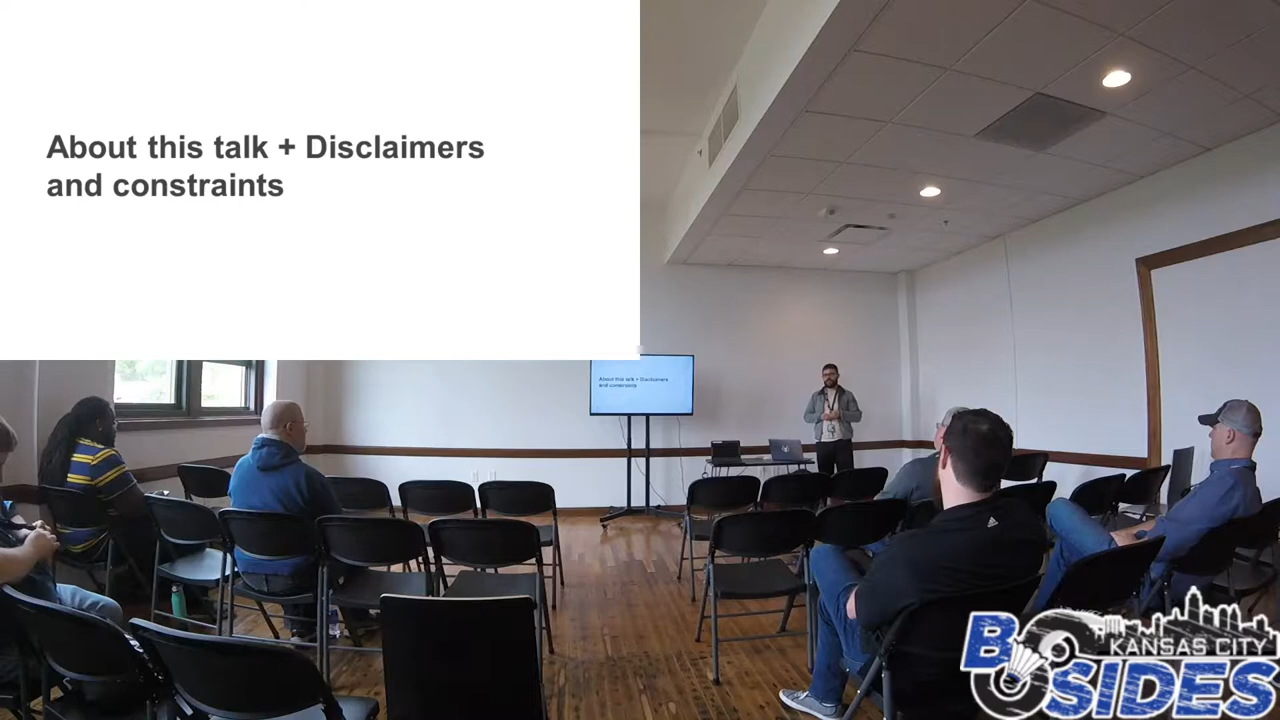 About this talk + Disclaimers
and constraints
About this talk + Disclaimers
and constraints
KANSAS CITY
BSIDES